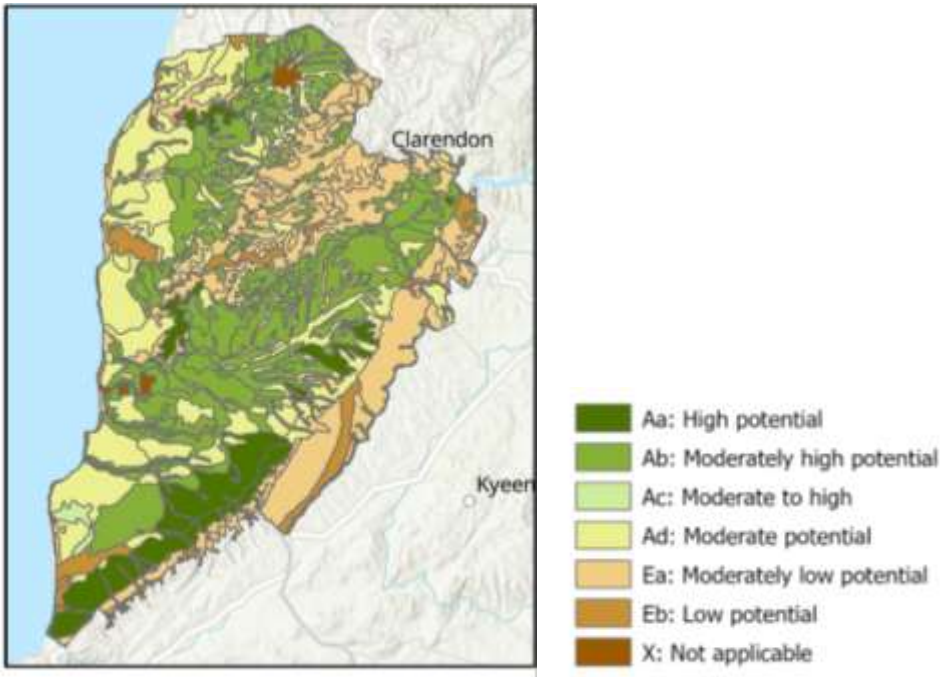 Clarendon
Kyeen
Aa: High potential
Ab: Moderately high potential
Ac: Moderate to high
Ad: Moderate potential
Ea: Moderately low potential
Eb: Low potential
X: Not applicable